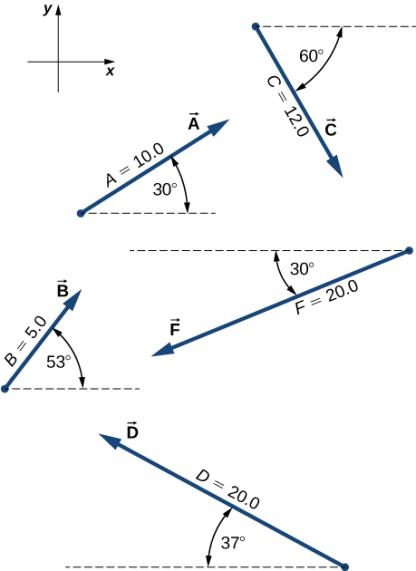 y
x
60°
C = 12.0
C⃗
A⃗
A = 10.0
30°
30°
F = 20.0
F⃗
B⃗
B = 5.0
53°
D⃗
D = 20.0
37°